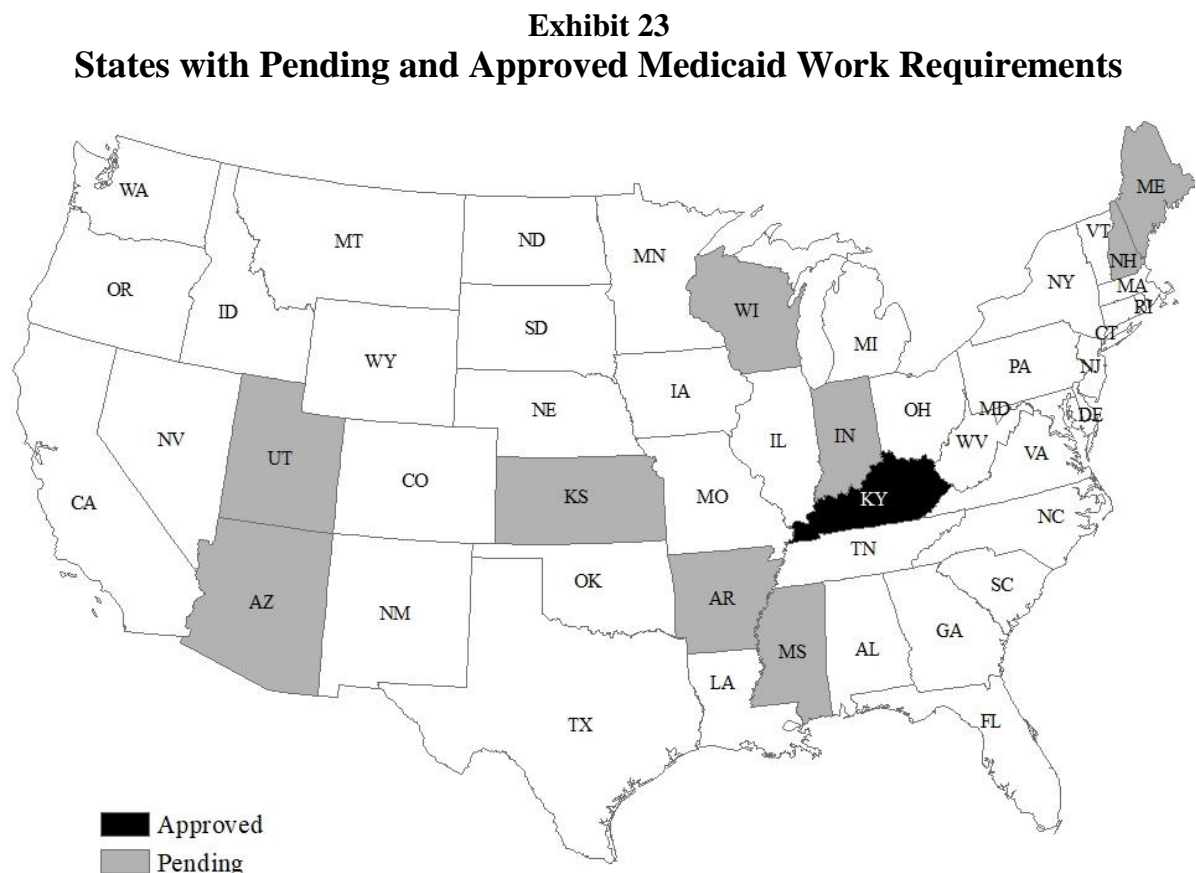 Exhibit 23
States with Pending and Approved Medicaid Work Requirements
WA
MT
ND
MN
ME
VT
NH
OR
ID
SD
WI
NY
MA
RI
WY
MI
CT
IA
PA
NJ
NE
OH
MD
DE
NV
UT
CO
IL
IN
WV
VA
KS
MO
KY
CA
NC
TN
OK
AZ
NM
AR
SC
MS
AL
GA
LA
TX
FL
Approved
Pending